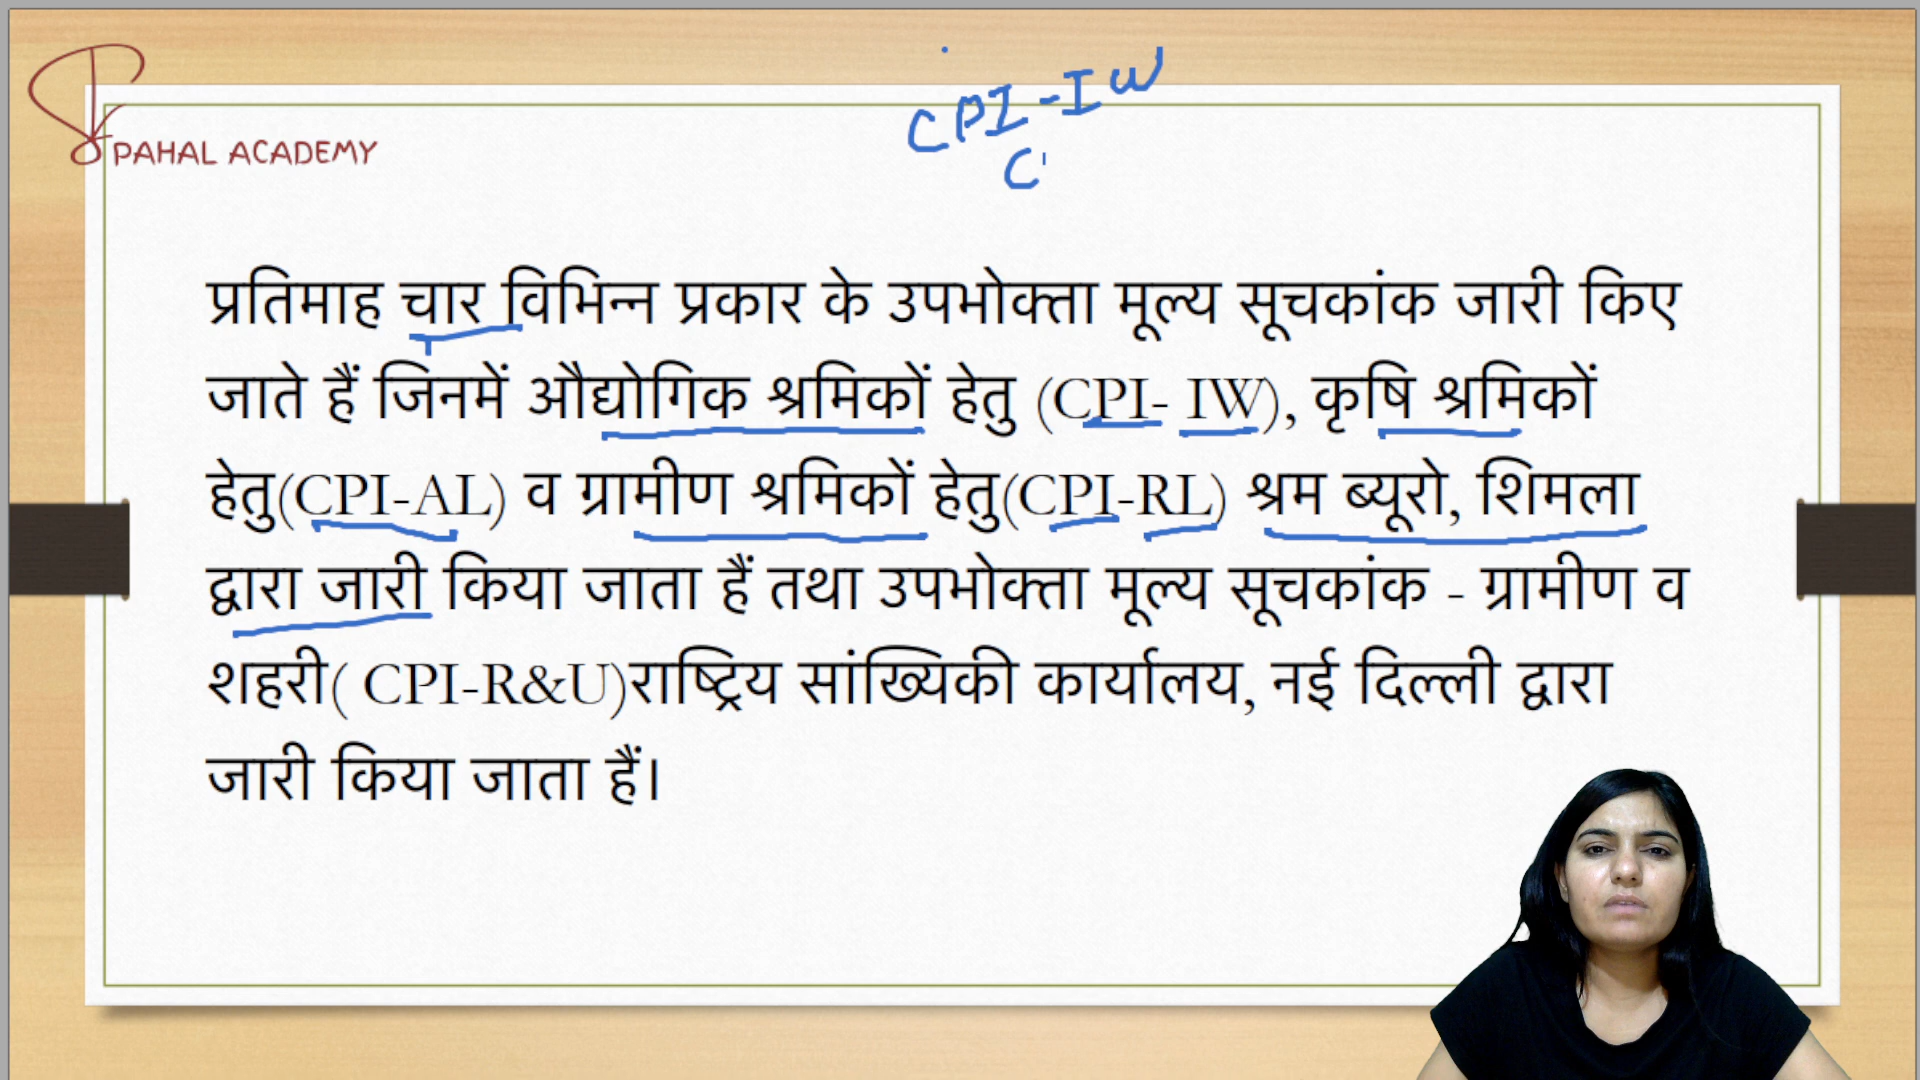 CPI-IW
C
PAHAL ACADEMY
प्रतिमाह चार विभिन्न प्रकार के उपभोक्ता मूल्य सूचकांक जारी किए
जाते हैं जिनमें औद्योगिक श्रमिकों हेतु (CPI- IW), कृषि श्रमिकों
हेतु(CPI-AL) व ग्रामीण श्रमिकों हेतु(CPI-RL) श्रम ब्यूरो, शिमला
द्वारा जारी किया जाता हैं तथा उपभोक्ता मूल्य सूचकांक - ग्रामीण व
शहरी( CPI-R&U)राष्ट्रिय सांख्यिकी कार्यालय, नई दिल्ली द्वारा
जारी किया जाता हैं।